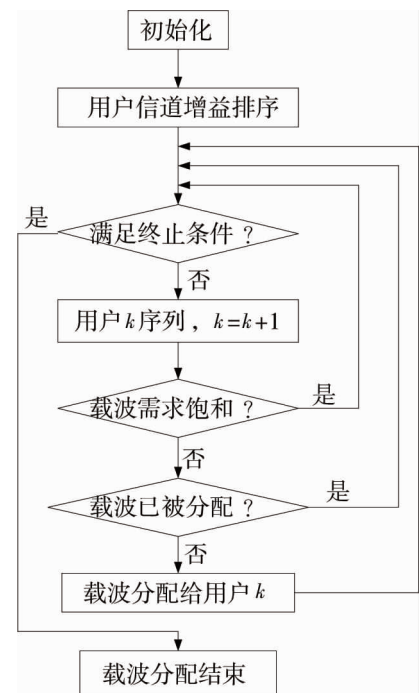 初始化
用户信道增益排序
是
满足终止条件？
否
用户k序列，k=k+1
载波需求饱和？
是
否
载波已被分配？
是
否
载波分配给用户k
载波分配结束